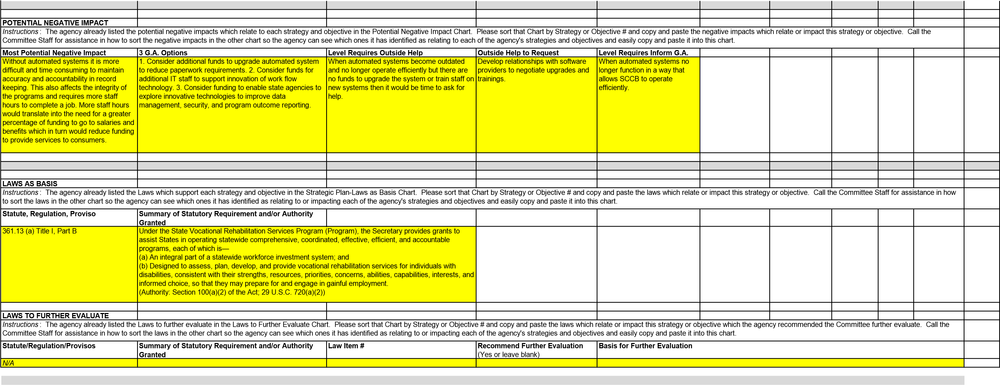 POTENTIAL NEGATIVE IMPACT
Instructions :  The agency already listed the potential negative impacts which relate to each strategy and objective in the Potential Negative Impact Chart.  Please sort that Chart by Strategy or Objective # and copy and paste the negative impacts which relate or impact this strategy or objective.  Call the
Committee Staff for assistance in how to sort the negative impacts in the other chart so the agency can see which ones it has identified as relating to each of the agency's strategies and objectives and easily copy and paste it into this chart.
Most Potential Negative Impact
Without automated systems it is more
difficult and time consuming to maintain
accuracy and accountability in record
keeping. This also affects the integrity of
the programs and requires more staff
hours to complete a job. More staff hours
would translate into the need for a greater
percentage of funding to go to salaries and
benefits which in turn would reduce funding
to provide services to consumers.
3 G.A. Options
1. Consider additional funds to upgrade automated system
to reduce paperwork requirements. 2. Consider funds for
additional IT staff to support innovation of work flow
technology. 3. Consider funding to enable state agencies to
explore innovative technologies to improve data
management, security, and program outcome reporting.
Level Requires Outside Help
When automated systems become outdated
and no longer operate efficiently but there are
no funds to upgrade the system or train staff on
new systems then it would be time to ask for
help.
Outside Help to Request
Develop relationships with software
providers to negotiate upgrades and
trainings.
Level Requires Inform G.A.
When automated systems no
longer function in a way that
allows SCCB to operate
efficiently.
LAWS AS BASIS
Instructions :  The agency already listed the Laws which support each strategy and objective in the Strategic Plan-Laws as Basis Chart.  Please sort that Chart by Strategy or Objective # and copy and paste the laws which relate or impact this strategy or objective.  Call the Committee Staff for assistance in how
to sort the laws in the other chart so the agency can see which ones it has identified as relating to or impacting each of the agency's strategies and objectives and easily copy and paste it into this chart.
Statute, Regulation, Proviso
Summary of Statutory Requirement and/or Authority
Granted
361.13 (a) Title I, Part B
Under the State Vocational Rehabilitation Services Program (Program), the Secretary provides grants to
assist States in operating statewide comprehensive, coordinated, effective, efficient, and accountable
programs, each of which is—
(a) An integral part of a statewide workforce investment system; and
(b) Designed to assess, plan, develop, and provide vocational rehabilitation services for individuals with
disabilities, consistent with their strengths, resources, priorities, concerns, abilities, capabilities, interests, and
informed choice, so that they may prepare for and engage in gainful employment.
(Authority: Section 100(a)(2) of the Act; 29 U.S.C. 720(a)(2))
LAWS TO FURTHER EVALUATE
Instructions :  The agency already listed the Laws to further evaluate in the Laws to Further Evaluate Chart.  Please sort that Chart by Strategy or Objective # and copy and paste the laws which relate or impact this strategy or objective which the agency recommended the Committee further evaluate.  Call the
Committee Staff for assistance in how to sort the laws in the other chart so the agency can see which ones it has identified as relating to or impacting each of the agency's strategies and objectives and easily copy and paste it into this chart.
Statute/Regulation/Provisos
Summary of Statutory Requirement and/or Authority
Granted
Law Item #
Recommend Further Evaluation
(Yes or leave blank)
Basis for Further Evaluation
N/A